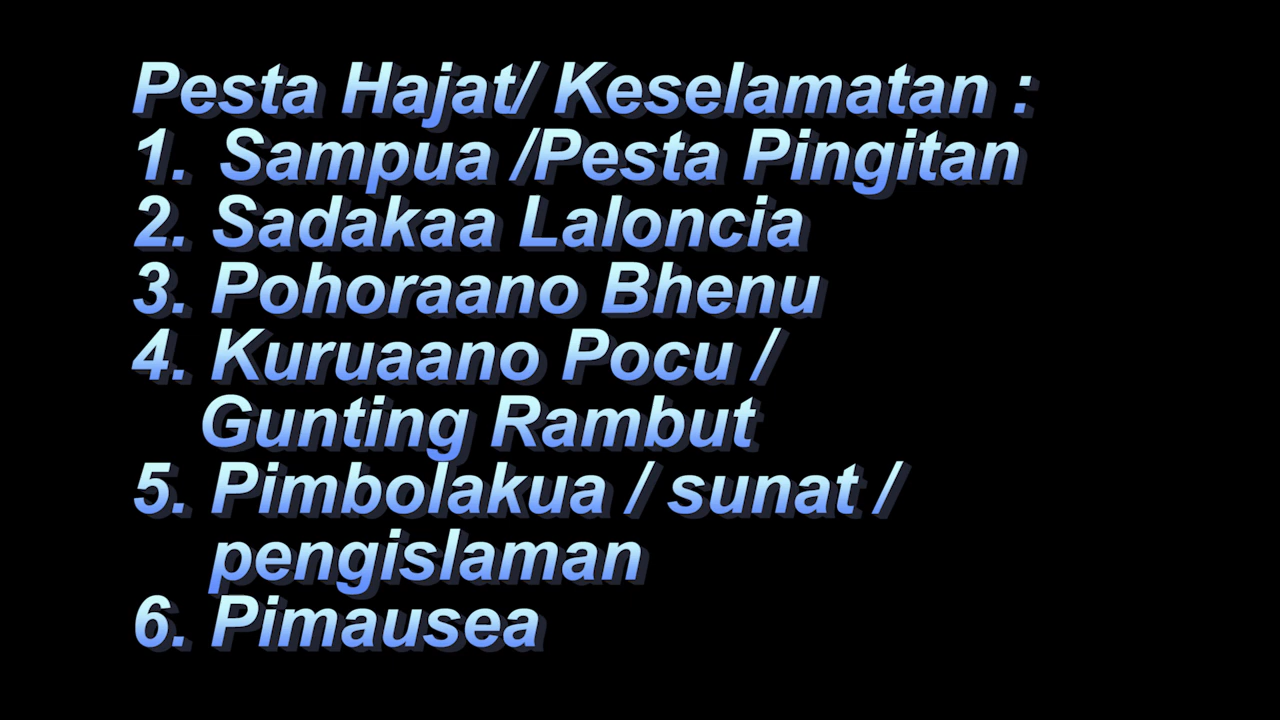 Pesta Hajat/ Keselamatan :
1. Sampua /Pesta Pingitan
2. Sadakaa Laloncia
3. Pohoraano Bhenu
4. Kuruaano Pocu /
Gunting Rambut
5. Pimbolakua / sunat /
pengislaman
6. Pimausea